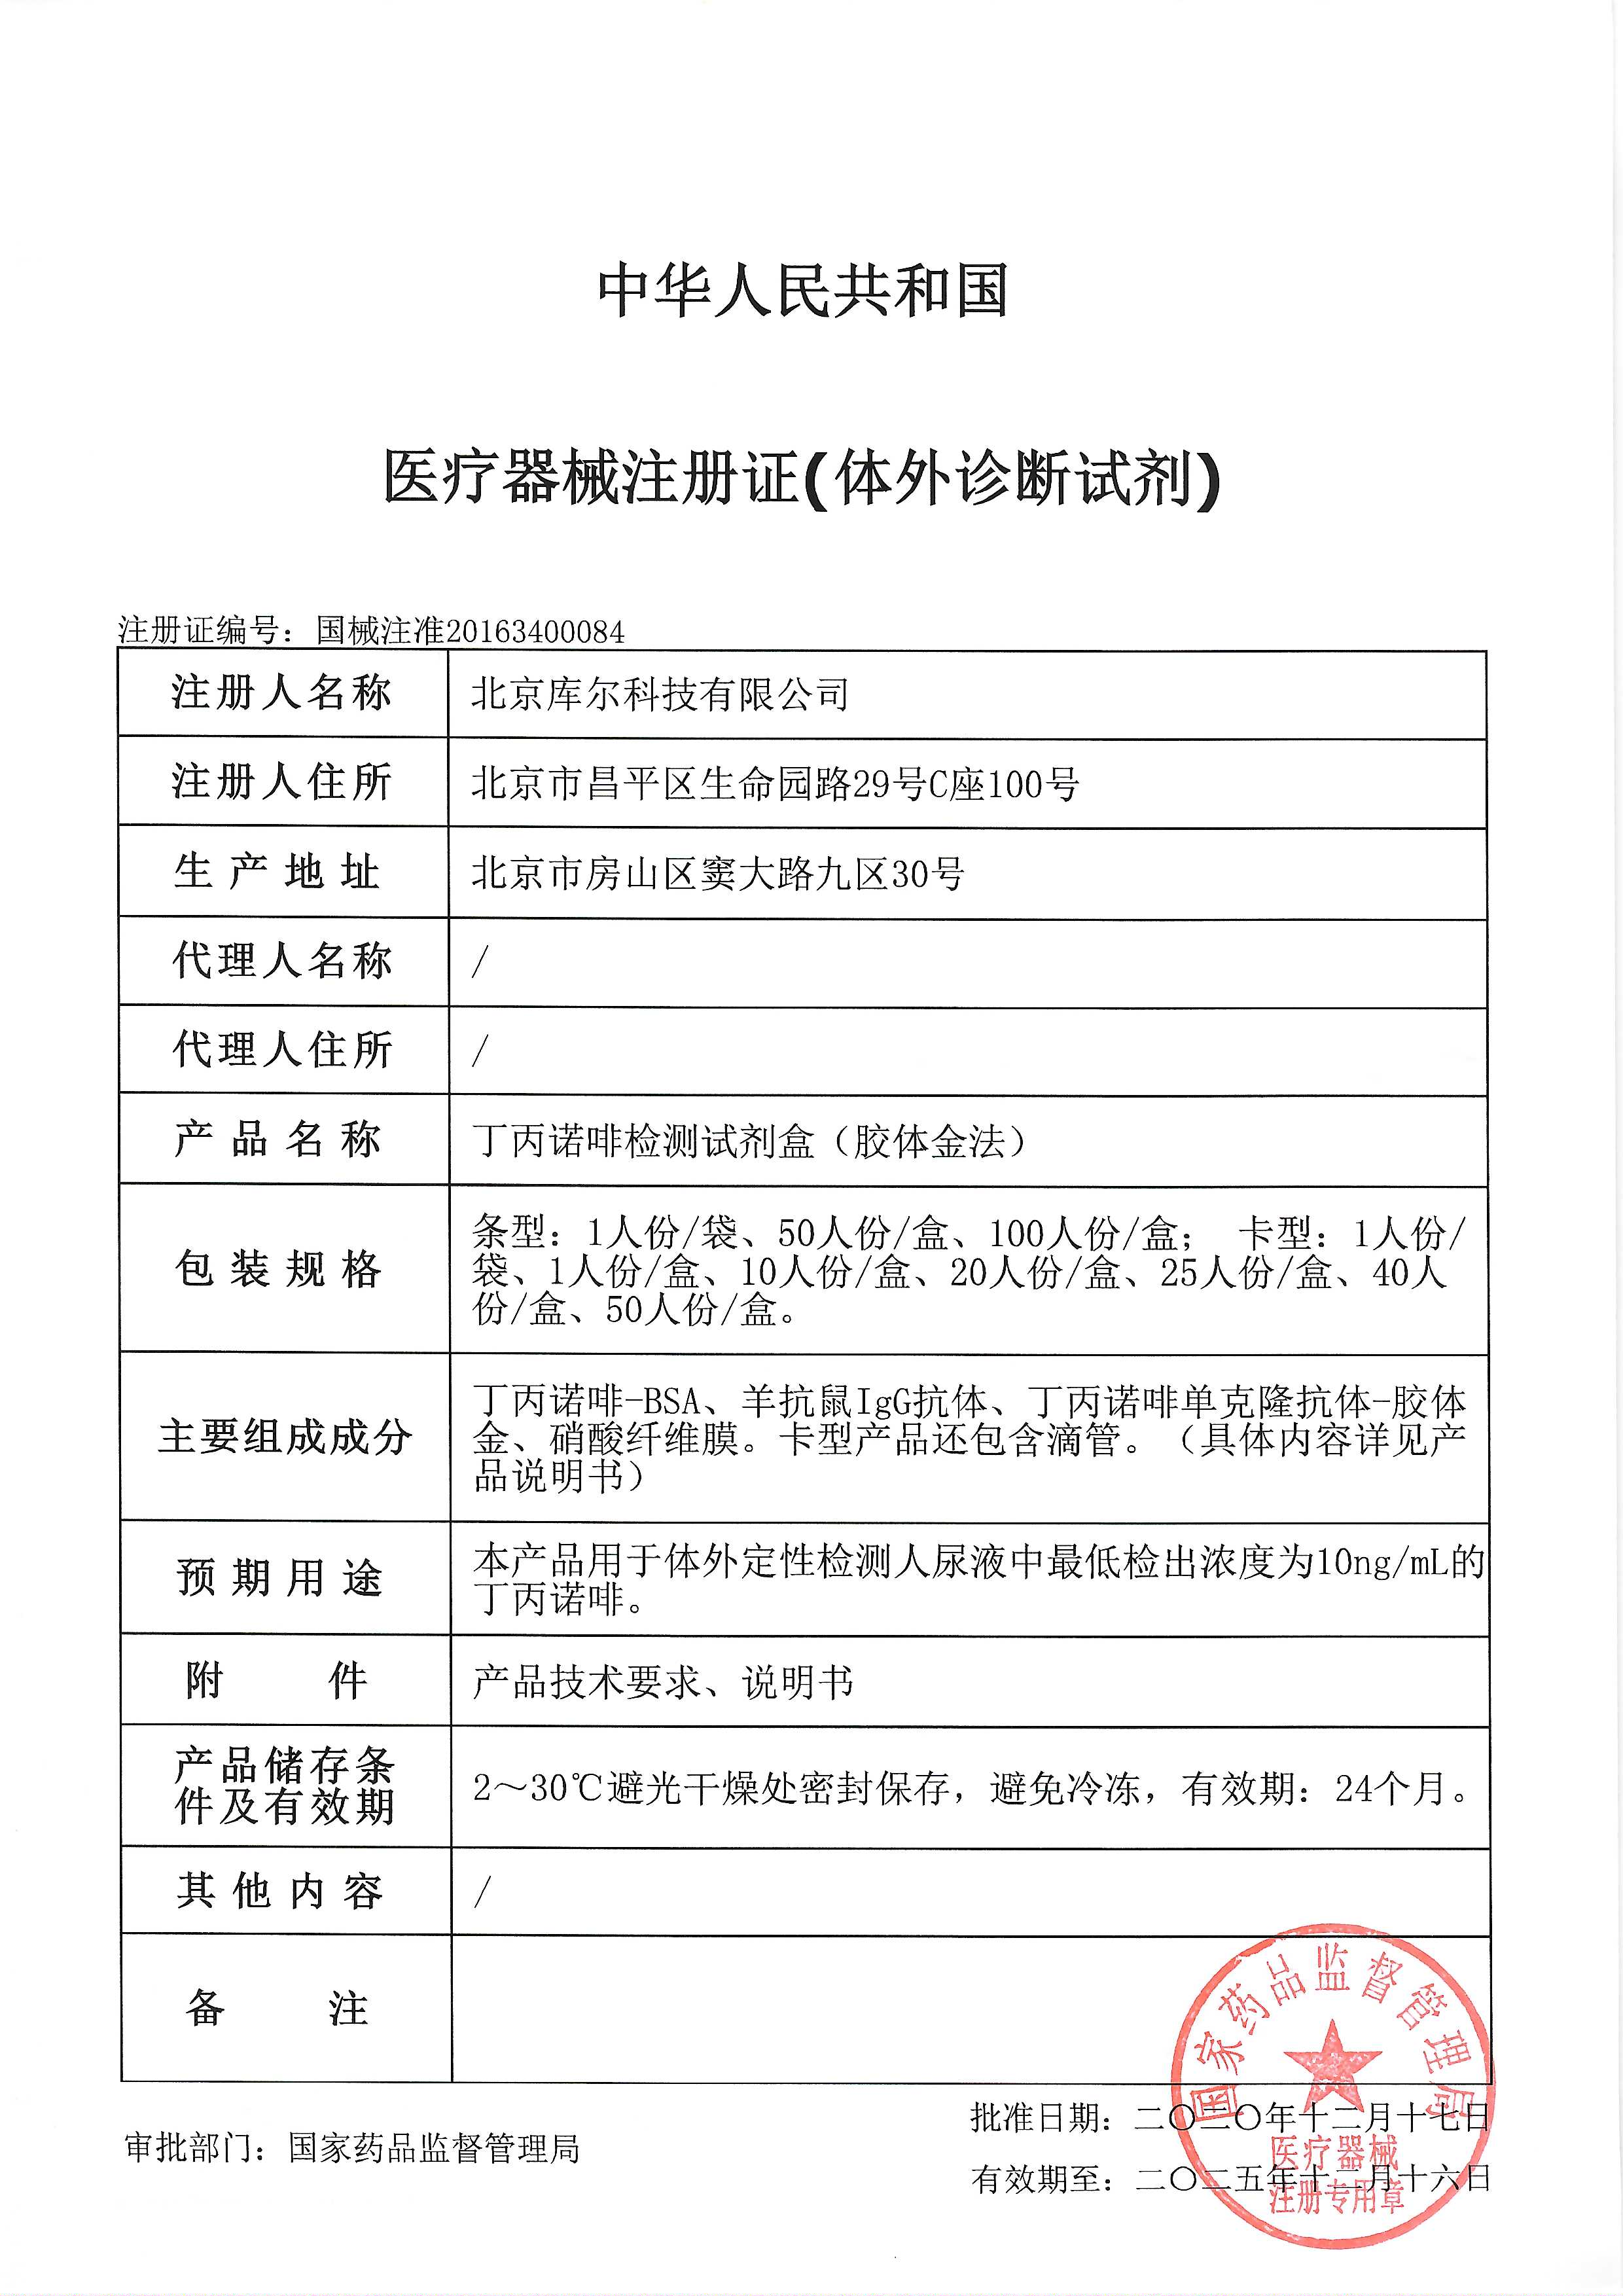 中华人民共和国
医疗器械注册证(体外诊断试剂)
注册证编号：国械注准20163400084
注册人名称
北京库尔科技有限公司
注册人住所
北京市昌平区生命园路29号C座100号
生产地址
北京市房山区窦大路九区30号
代理人名称
/
代理人住所
/
产品名称
丁丙诺啡检测试剂盒（胶体金法）
包装规格
条型：1人份/袋、50人份/盒、100人份/盒； 卡型：1人份/
袋、1人份/盒、10人份/盒、20人份/盒、25人份/盒、40人
份/盒、50人份/盒。
主要组成成分
丁丙诺啡-BSA、羊抗鼠IgG抗体、丁丙诺啡单克隆抗体-胶体
金、硝酸纤维膜。卡型产品还包含滴管。（具体内容详见产
品说明书）
预期用途
本产品用于体外定性检测人尿液中最低检出浓度为10ng/mL的
丁丙诺啡。
附件
产品技术要求、说明书
产品储存条
件及有效期
2～30℃避光干燥处密封保存，避免冷冻，有效期：24个月。
其他内容
/
备注
国家药品监督管理局
医疗器械
注册专用章
审批部门：国家药品监督管理局
批准日期：二〇二〇年十二月十七日
有效期至：二〇二五年十二月十六日